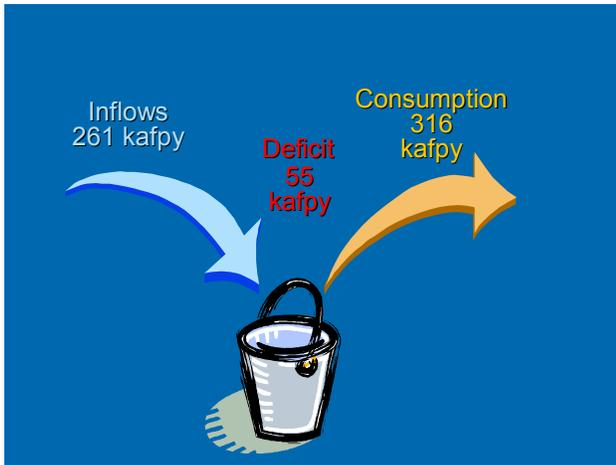 Inflows
261 kafpy
Deficit
55
kafpy
Consumption
316
kafpy